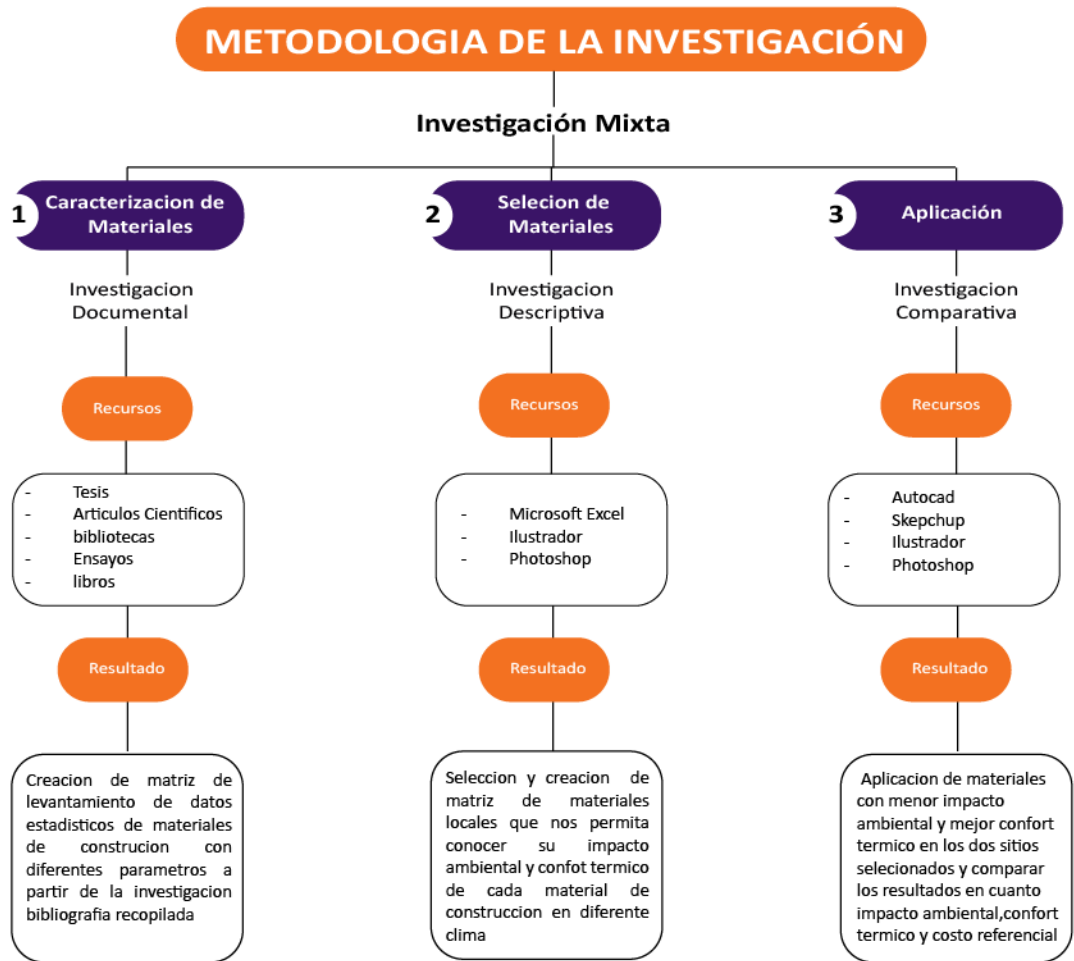 METODOLOGIA DE LA INVESTIGACIÓN
Investigación Mixta
1
Caracterizacion de
Materiales
Investigacion
Documental
Recursos
- Tesis
- Articulos Cientificos
- bibliotecas
- Ensayos
- libros
Resultado
Creacion de matriz de
levantamiento de datos
estadisticos de materiales
de construcion con
diferentes parametros a
partir de la investigacion
bibliografia recopilada
2
Selecion de
Materiales
Investigacion
Descriptiva
Recursos
- Microsoft Excel
- Ilustrador
- Photoshop
Resultado
Seleccion y creacion de
matriz de materiales
locales que nos permita
conocer su impacto
ambiental y confot termico
de cada material de
construccion en diferente
clima
3
Aplicación
Investigacion
Comparativa
Recursos
- Autocad
- Skepchup
- Ilustrador
- Photoshop
Resultado
Aplicacion de materiales
con menor impacto
ambiental y mejor confort
termico en los dos sitios
selecionados y comparar
los resultados en cuanto
impacto ambiental,confort
termico y costo referencial